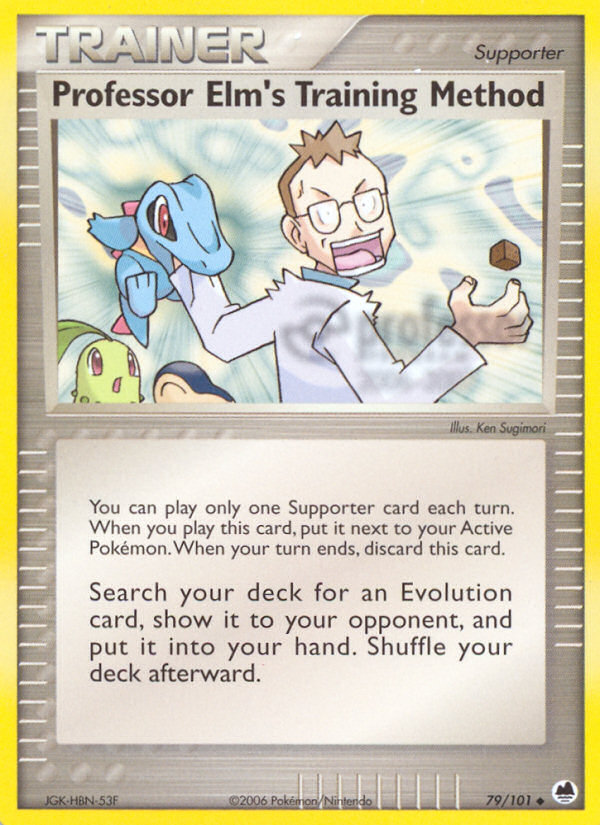 TRAINER
Supporter
Professor Elm's Training Method
Illus. Ken Sugimori
You can play only one Supporter card each turn.
When you play this card, put it next to your Active
Pokémon. When your turn ends, discard this card.
Search your deck for an Evolution
card, show it to your opponent, and
put it into your hand. Shuffle your
deck afterward.
JGK-HBN-53F
©2006 Pokémon/Nintendo
79/101